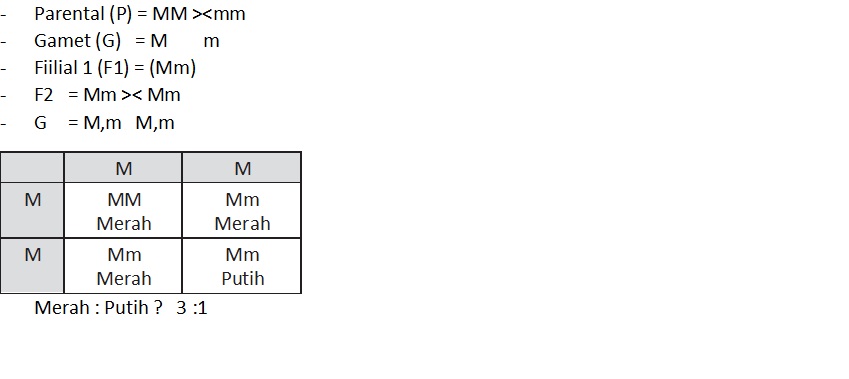 - Parental (P) = MM ><mm
- Gamet (G) = M m
- Fiilial 1 (F1) = (Mm)
- F2 = Mm >< Mm
- G = M,m M,m
M M
M MM Mm
Merah Merah
M Mm Mm
Merah Putih
Merah : Putih ? 3 :1